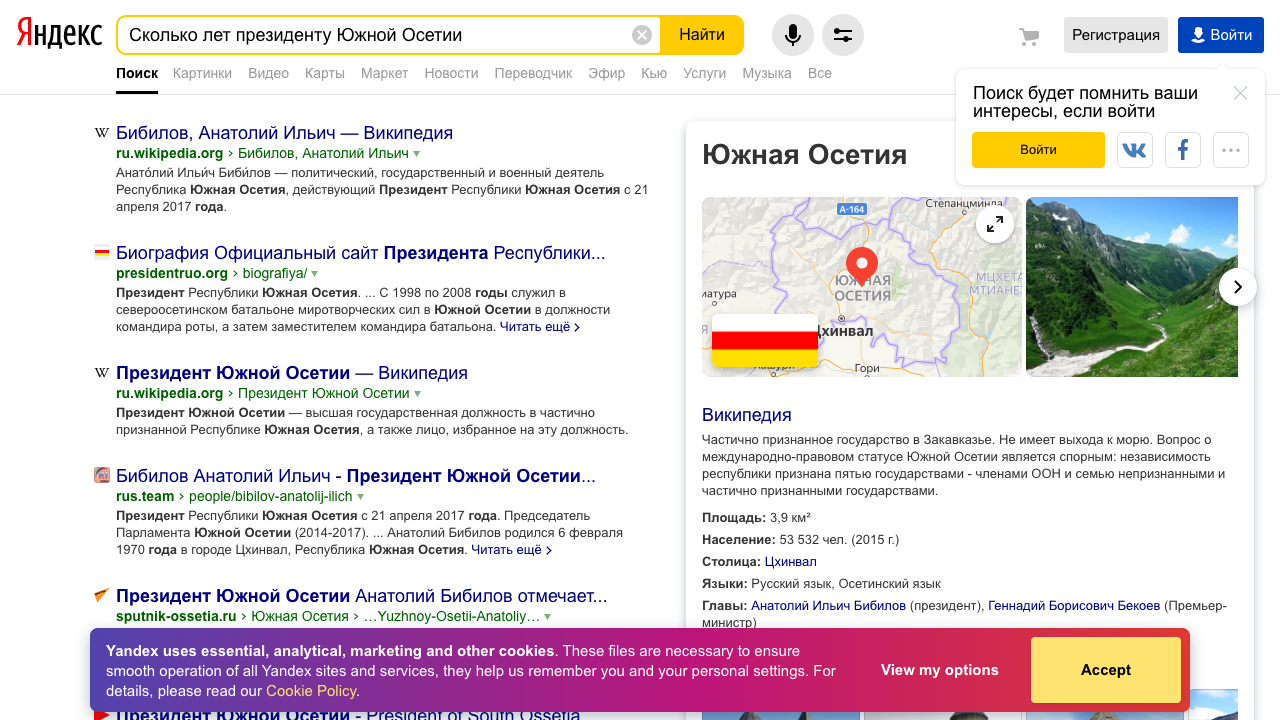 Яндекс
Сколько лет президенту Южной Осетии
Найти
Регистрация
Войти
Поиск Картинки Видео Карты Маркет Новости Переводчик Эфир Кью Услуги Музыка Все
Поиск будет помнить ваши
интересы, если войти
Войти
Бибилов, Анатолий Ильич — Википедия
ru.wikipedia.org › Бибилов, Анатолий Ильич
Анато́лий Ильи́ч Биби́лов — политический, государственный и военный деятель
Республика Южная Осетия, действующий Президент Республики Южная Осетия с 21
апреля 2017 года.
Биография Официальный сайт Президента Республики...
presidentruo.org › biografiya/
Президент Республики Южная Осетия. ... С 1998 по 2008 годы служил в
североосетинском батальоне миротворческих сил в Южной Осетии в должности
командира роты, а затем заместителем командира батальона. Читать ещё ›
Президент Южной Осетии — Википедия
ru.wikipedia.org › Президент Южной Осетии
Президент Южной Осетии — высшая государственная должность в частично
признанной Республике Южная Осетия, а также лицо, избранное на эту должность.
Бибилов Анатолий Ильич - Президент Южной Осетии...
rus.team › people/bibilov-anatolij-ilich
Президент Республики Южная Осетия с 21 апреля 2017 года. Председатель
Парламента Южной Осетии (2014-2017). ... Анатолий Бибилов родился 6 февраля
1970 года в городе Цхинвал, Республика Южная Осетия. Читать ещё ›
Президент Южной Осетии Анатолий Бибилов отмечает...
sputnik-ossetia.ru › Южная Осетия › …Yuzhnoy-Osetii-Anatoliy…
Президент Южной Осетии - President of South Ossetia
Южная Осетия
А-164
Степанцминда
ЮЖНАЯ
ОСЕТИЯ
МЦХЕТА
МТИАНЕ
иатура
Цхинвал
Хашури
Гори
Википедия
Частично признанное государство в Закавказье. Не имеет выхода к морю. Вопрос о
международно-правовом статусе Южной Осетии является спорным: независимость
республики признана пятью государствами - членами ООН и семью непризнанными и
частично признанными государствами.
Площадь: 3,9 км²
Население: 53 532 чел. (2015 г.)
Столица: Цхинвал
Языки: Русский язык, Осетинский язык
Главы: Анатолий Ильич Бибилов (президент), Геннадий Борисович Бекоев (Премьер-
министр)
Yandex uses essential, analytical, marketing and other cookies. These files are necessary to ensure
smooth operation of all Yandex sites and services, they help us remember you and your personal settings. For
details, please read our Cookie Policy.
View my options
Accept